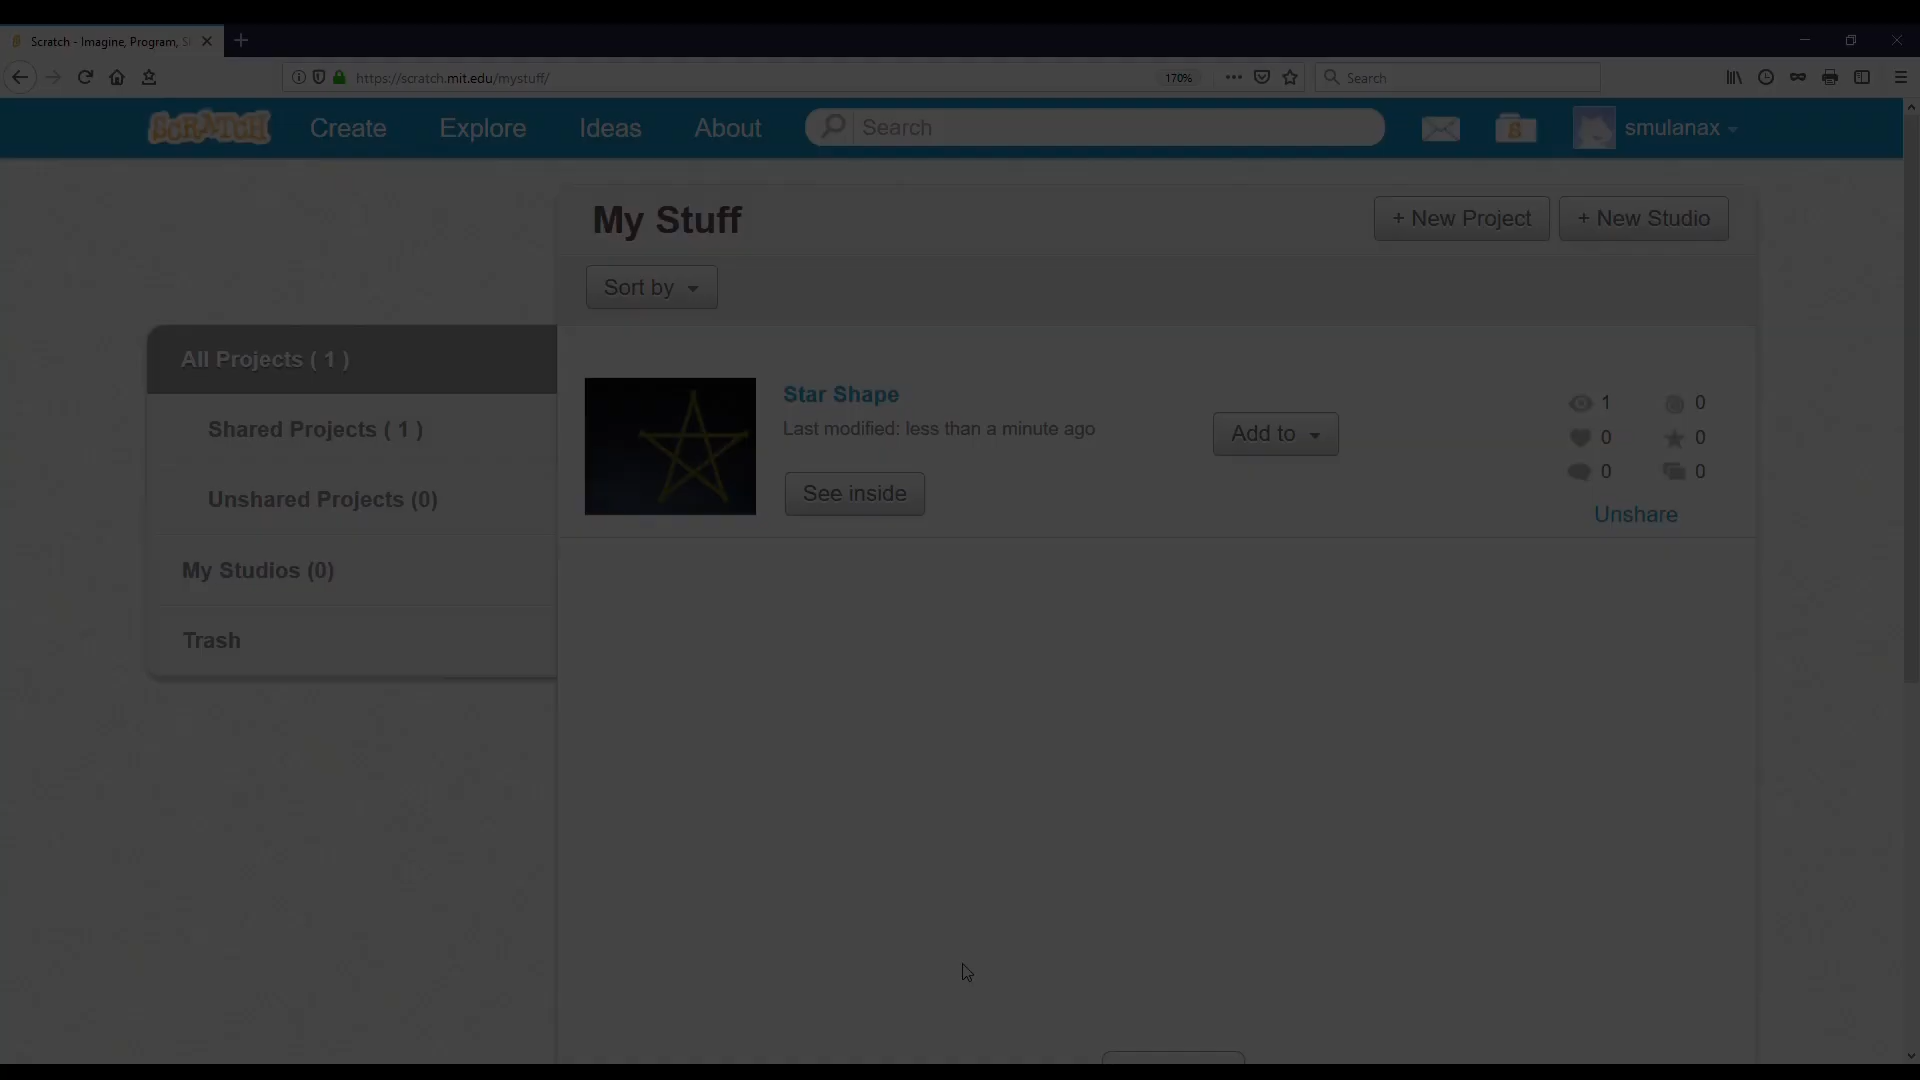 Scratch - Imagine, Program, S
https://scratch.mit.edu/mystuff/
170%
Search
SCRATCH
Create
Explore
Ideas
About
Search
smulanax
My Stuff
+ New Project
+ New Studio
Sort by
All Projects ( 1 )
Shared Projects ( 1 )
Unshared Projects (0)
My Studios (0)
Trash
Star Shape
Last modified: less than a minute ago
See inside
Add to
1
0
0
0
0
0
Unshare